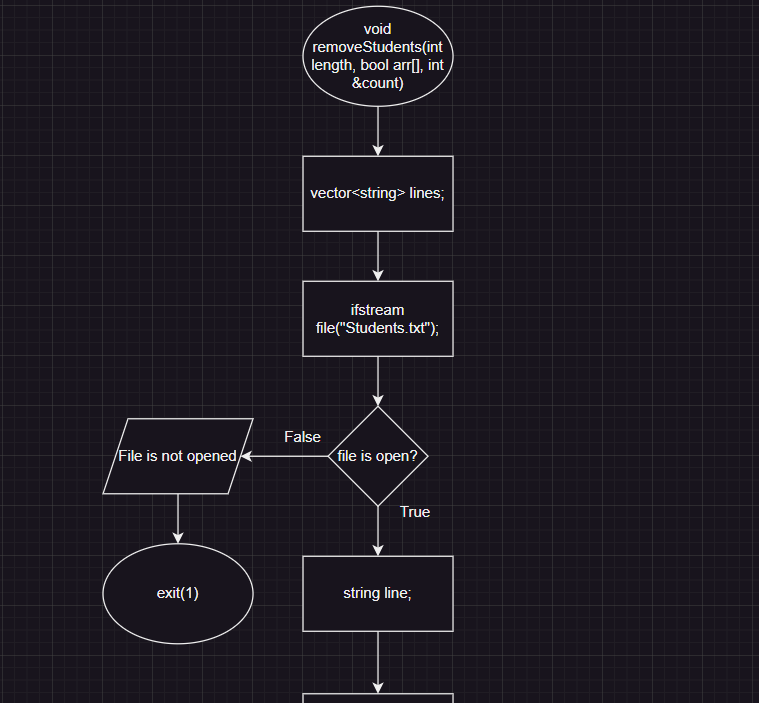 void
removeStudents(int
length, bool arr[], int
&count)
vector<string> lines;
ifstream
file("Students.txt");
False
File is not opened
file is open?
True
exit(1)
string line;